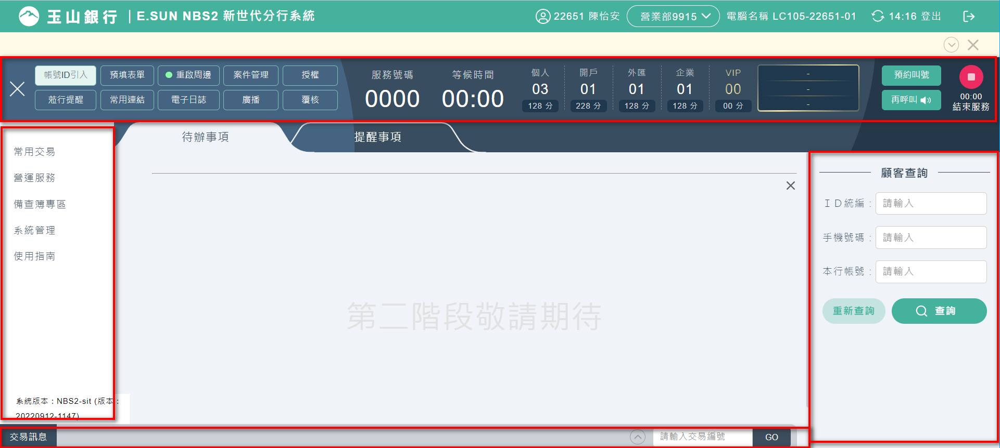 玉山銀行 | E.SUN NBS2 新世代分行系統
22651 陳怡安 營業部9915 電腦名稱 LC105-22651-01 14:16 登出
帳號ID引入 預填表單 重啟周邊 案件管理 授權
蒞行提醒 常用連結 電子日誌 廣播 覆核
服務號碼 等候時間
0000 00:00
個人 開戶 外匯 企業 VIP
03 01 01 01 00
128 分 228 分 128 分 128 分 00 分
-
-
-
預約叫號
再呼叫
00:00
結束服務
待辦事項 提醒事項
常用交易
營運服務
備查簿專區
系統管理
使用指南
系統版本：NBS2-sit (版本：
20220912-1147)
第二階段敬請期待
顧客查詢
ＩＤ統編： 請輸入
手機號碼： 請輸入
本行帳號： 請輸入
重新查詢 查詢
交易訊息 請輸入交易編號 GO